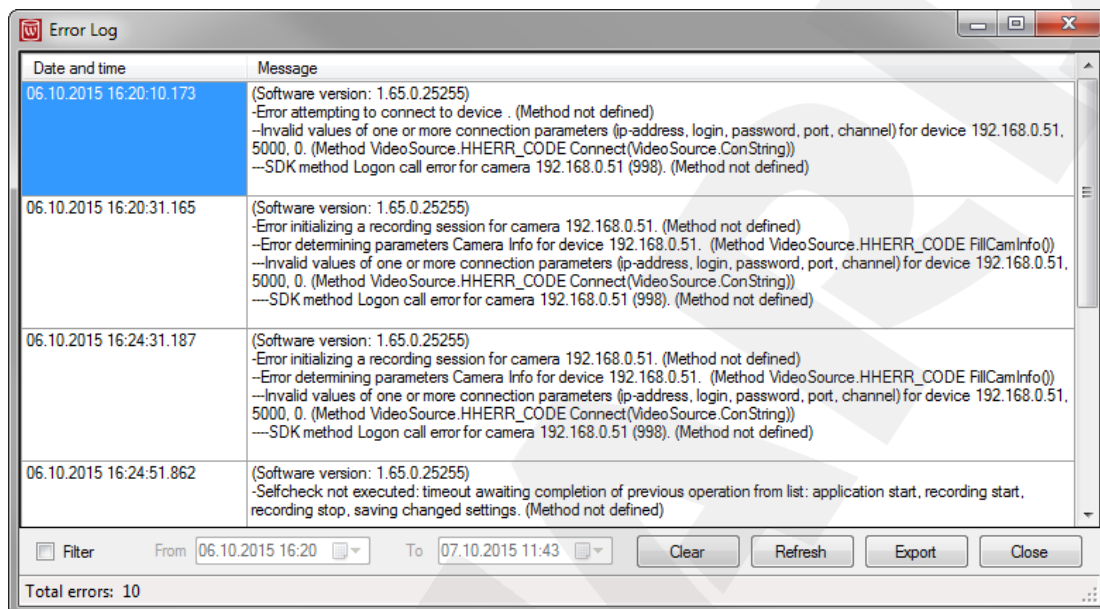 Error Log
Date and time Message
06.10.2015 16:20:10.173 (Software version: 1.65.0.25255)
-Error attempting to connect to device . (Method not defined)
--Invalid values of one or more connection parameters (ip-address, login, password, port, channel) for device 192.168.0.51,
5000, 0. (Method VideoSource.HHERR_CODE Connect(VideoSource.ConString))
---SDK method Logon call error for camera 192.168.0.51 (998). (Method not defined)
06.10.2015 16:20:31.165 (Software version: 1.65.0.25255)
-Error initializing a recording session for camera 192.168.0.51. (Method not defined)
--Error determining parameters Camera Info for device 192.168.0.51.  (Method VideoSource.HHERR_CODE FillCamInfo())
---Invalid values of one or more connection parameters (ip-address, login, password, port, channel) for device 192.168.0.51,
5000, 0. (Method VideoSource.HHERR_CODE Connect(VideoSource.ConString))
----SDK method Logon call error for camera 192.168.0.51 (998). (Method not defined)
06.10.2015 16:24:31.187 (Software version: 1.65.0.25255)
-Error initializing a recording session for camera 192.168.0.51. (Method not defined)
--Error determining parameters Camera Info for device 192.168.0.51.  (Method VideoSource.HHERR_CODE FillCamInfo())
---Invalid values of one or more connection parameters (ip-address, login, password, port, channel) for device 192.168.0.51,
5000, 0. (Method VideoSource.HHERR_CODE Connect(VideoSource.ConString))
----SDK method Logon call error for camera 192.168.0.51 (998). (Method not defined)
06.10.2015 16:24:51.862 (Software version: 1.65.0.25255)
-Selfcheck not executed: timeout awaiting completion of previous operation from list: application start, recording start,
recording stop, saving changed settings. (Method not defined)
Filter From 06.10.2015 16:20 To 07.10.2015 11:43 Clear Refresh Export Close
Total errors: 10